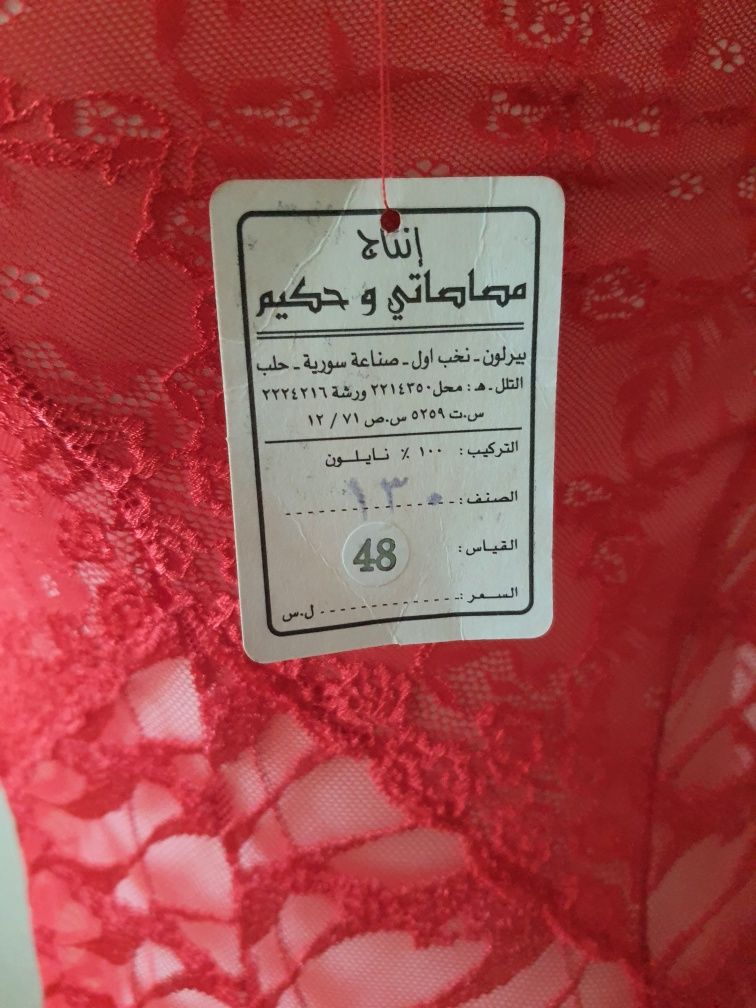 إنتاج
مصاصاتي و حكيم
بيرلون - نخب اول - صناعة سورية - حلب
التلل - هـ : محل ٢٢١٤٣٥٠ ورشة ٢٢٢٤٢١٦
س.ت ٥٢٥٩ س.ص ٧١ / ١٢
التركيب : ١٠٠ ٪ نايلون
الصنف : ١٣٠
القياس : 48
السعر : ل.س